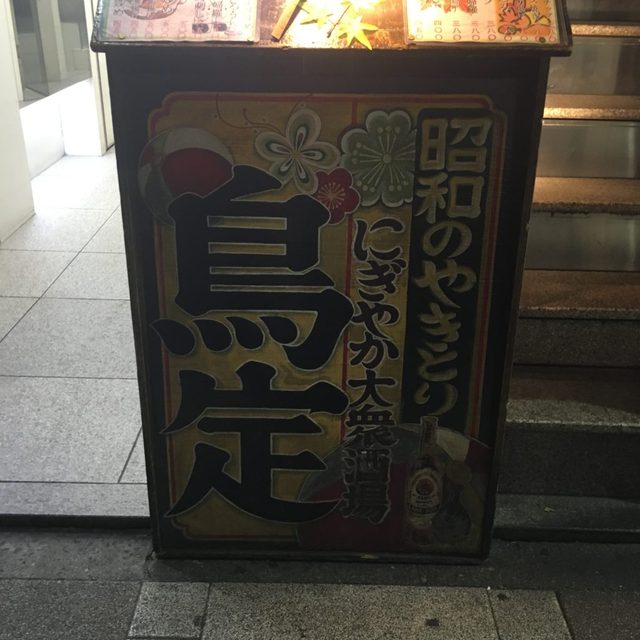 昭和のやきとり
にぎやか大衆酒場
鳥定